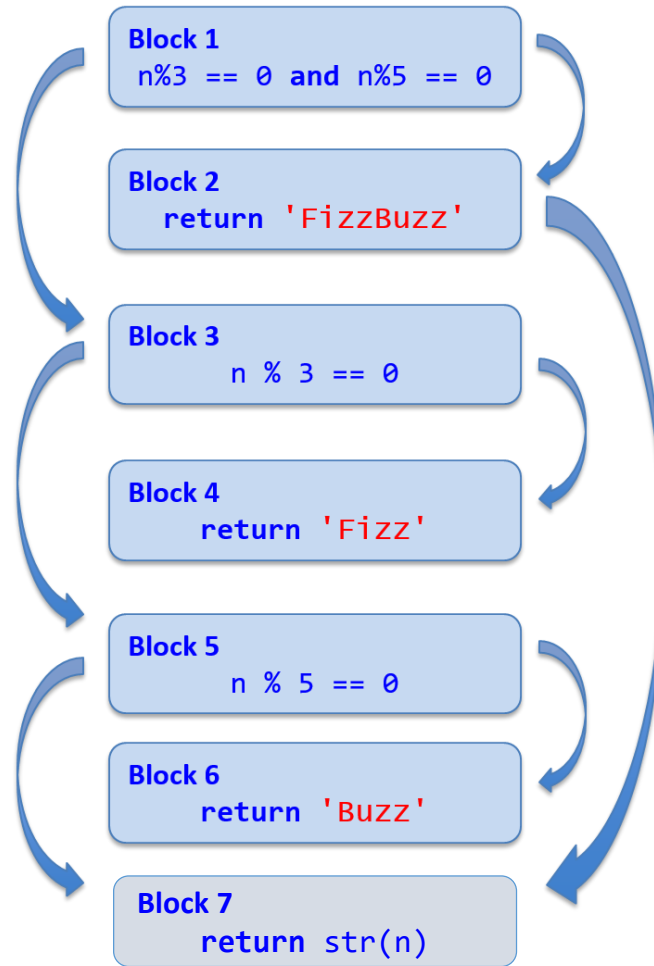 Block 1
n%3 == 0 and n%5 == 0
Block 2
return 'FizzBuzz'
Block 3
n % 3 == 0
Block 4
return 'Fizz'
Block 5
n % 5 == 0
Block 6
return 'Buzz'
Block 7
return str(n)